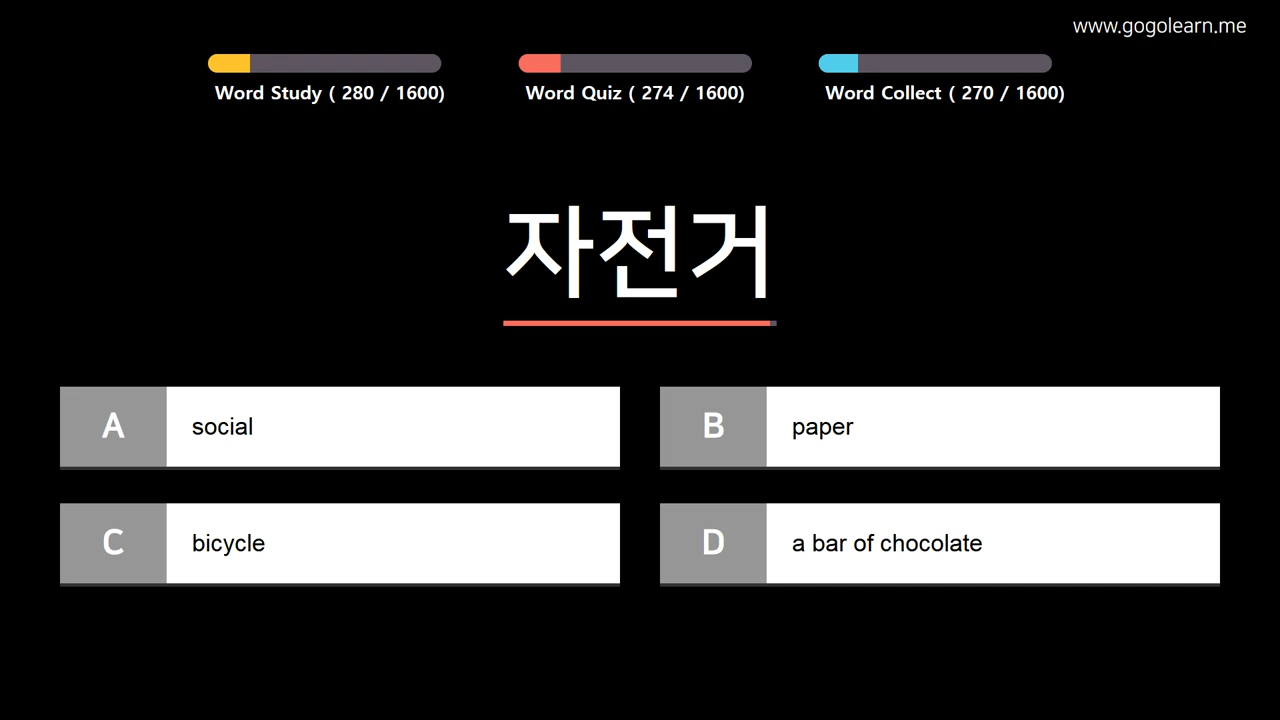 www.gogolearn.me
Word Study ( 280 / 1600)
Word Quiz ( 274 / 1600)
Word Collect ( 270 / 1600)
자전거
A social
B paper
C bicycle
D a bar of chocolate